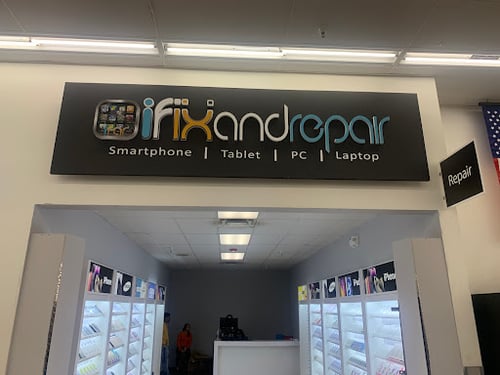 ifixandrepair
Smartphone | Tablet | PC | Laptop
Repair